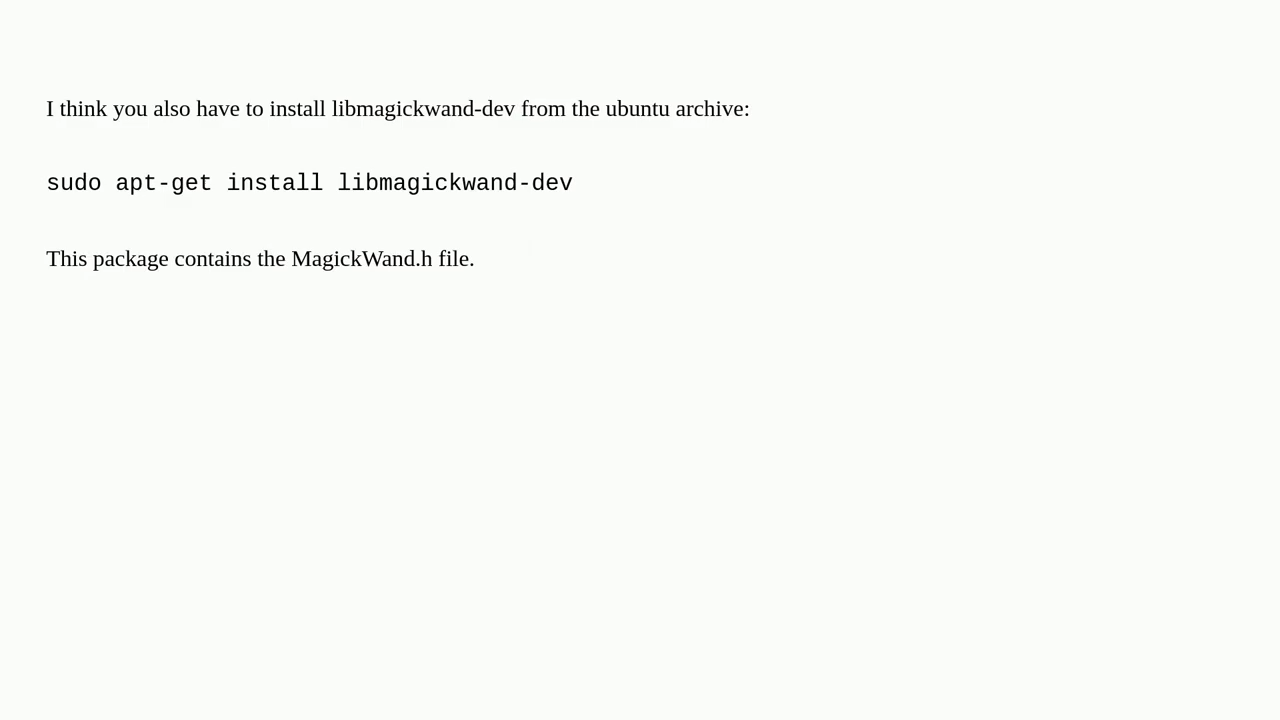 I think you also have to install libmagickwand-dev from the ubuntu archive:
sudo apt-get install libmagickwand-dev
This package contains the MagickWand.h file.